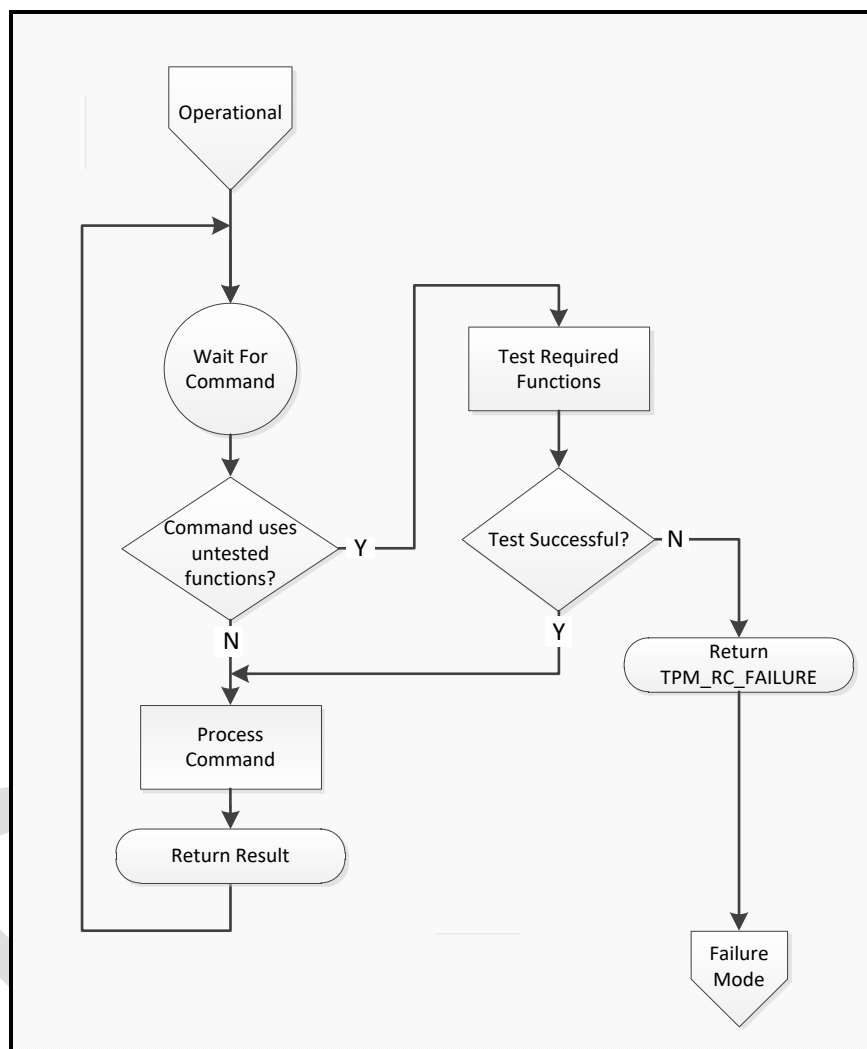 Operational
Wait For
Command
Test Required
Functions
Command uses
untested
functions?
Y
Test Successful?
N
N
Y
Return
TPM_RC_FAILURE
Process
Command
Return Result
Failure
Mode